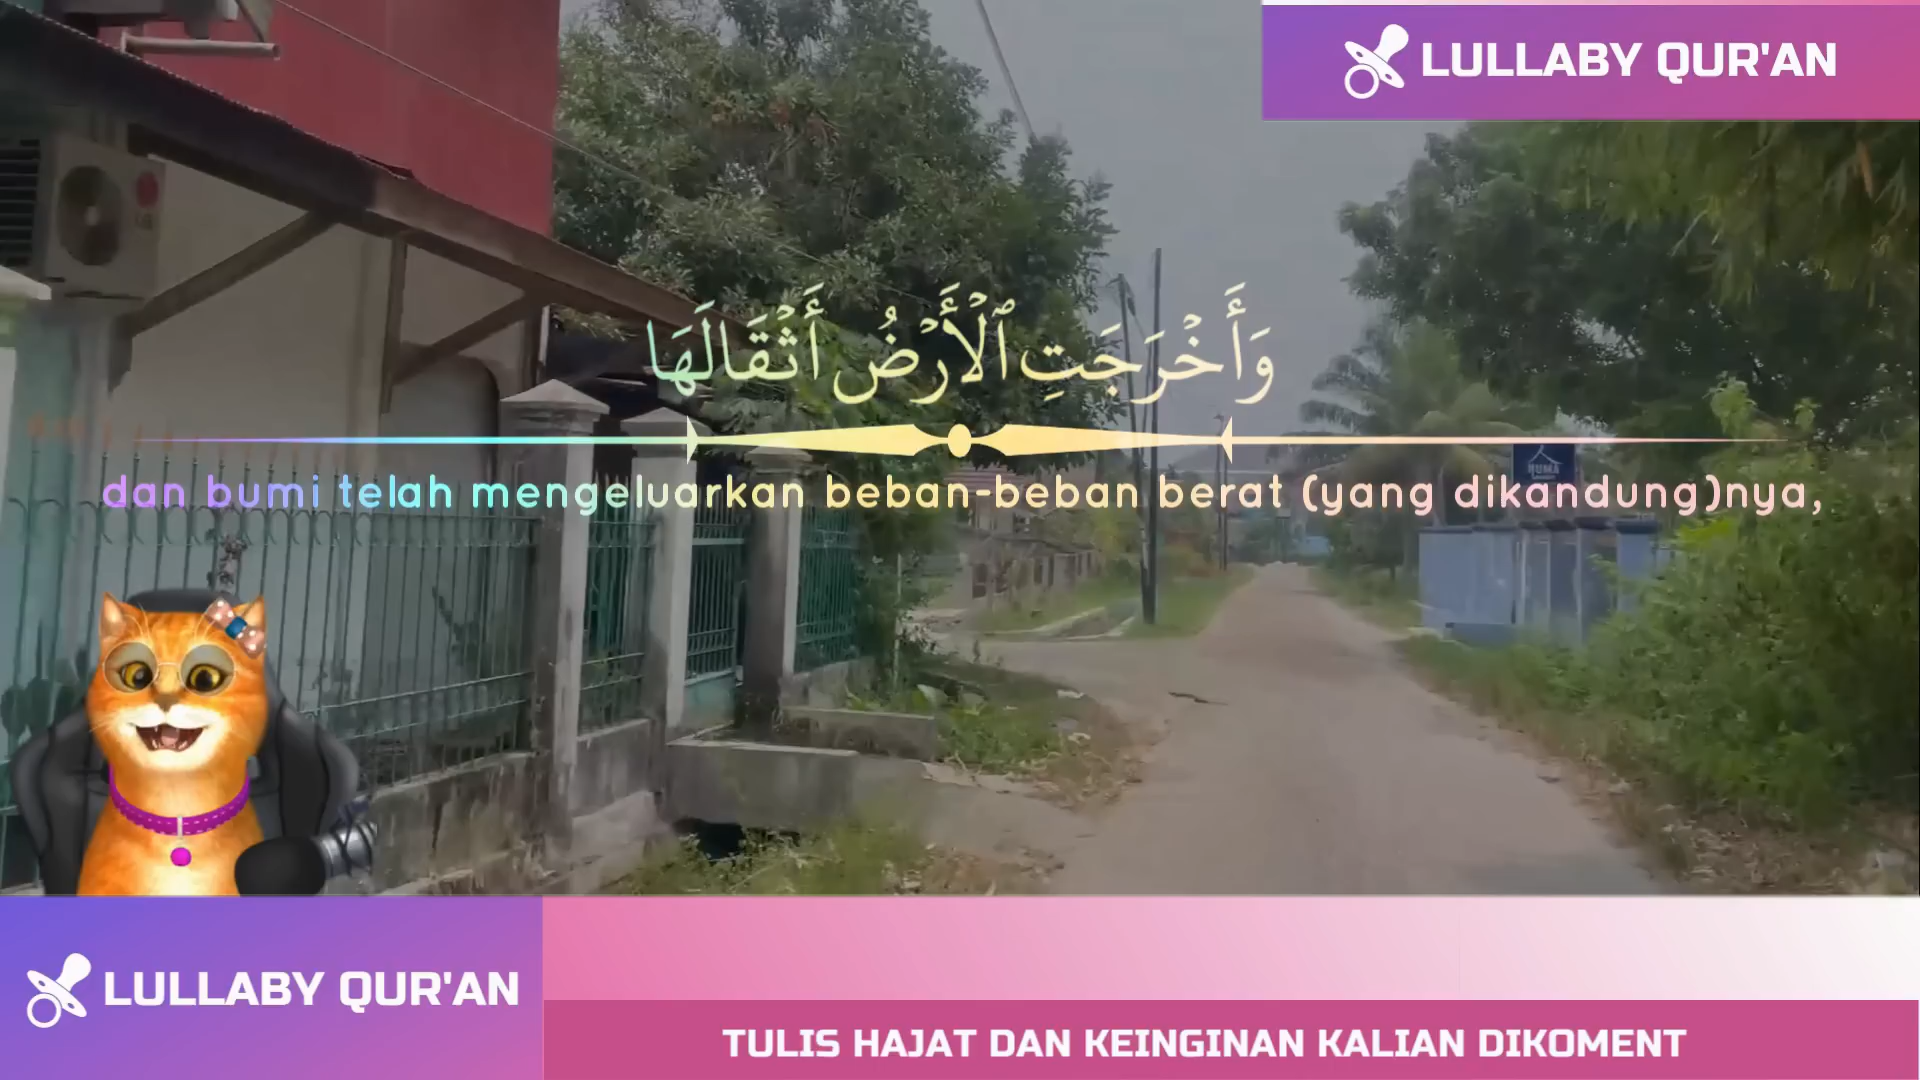 LULLABY QUR'AN
وَأَخْرَجَتِ ٱلْأَرْضُ أَثْقَالَهَا
dan bumi telah mengeluarkan beban-beban berat (yang dikandung)nya,
LULLABY QUR'AN
TULIS HAJAT DAN KEINGINAN KALIAN DIKOMENT